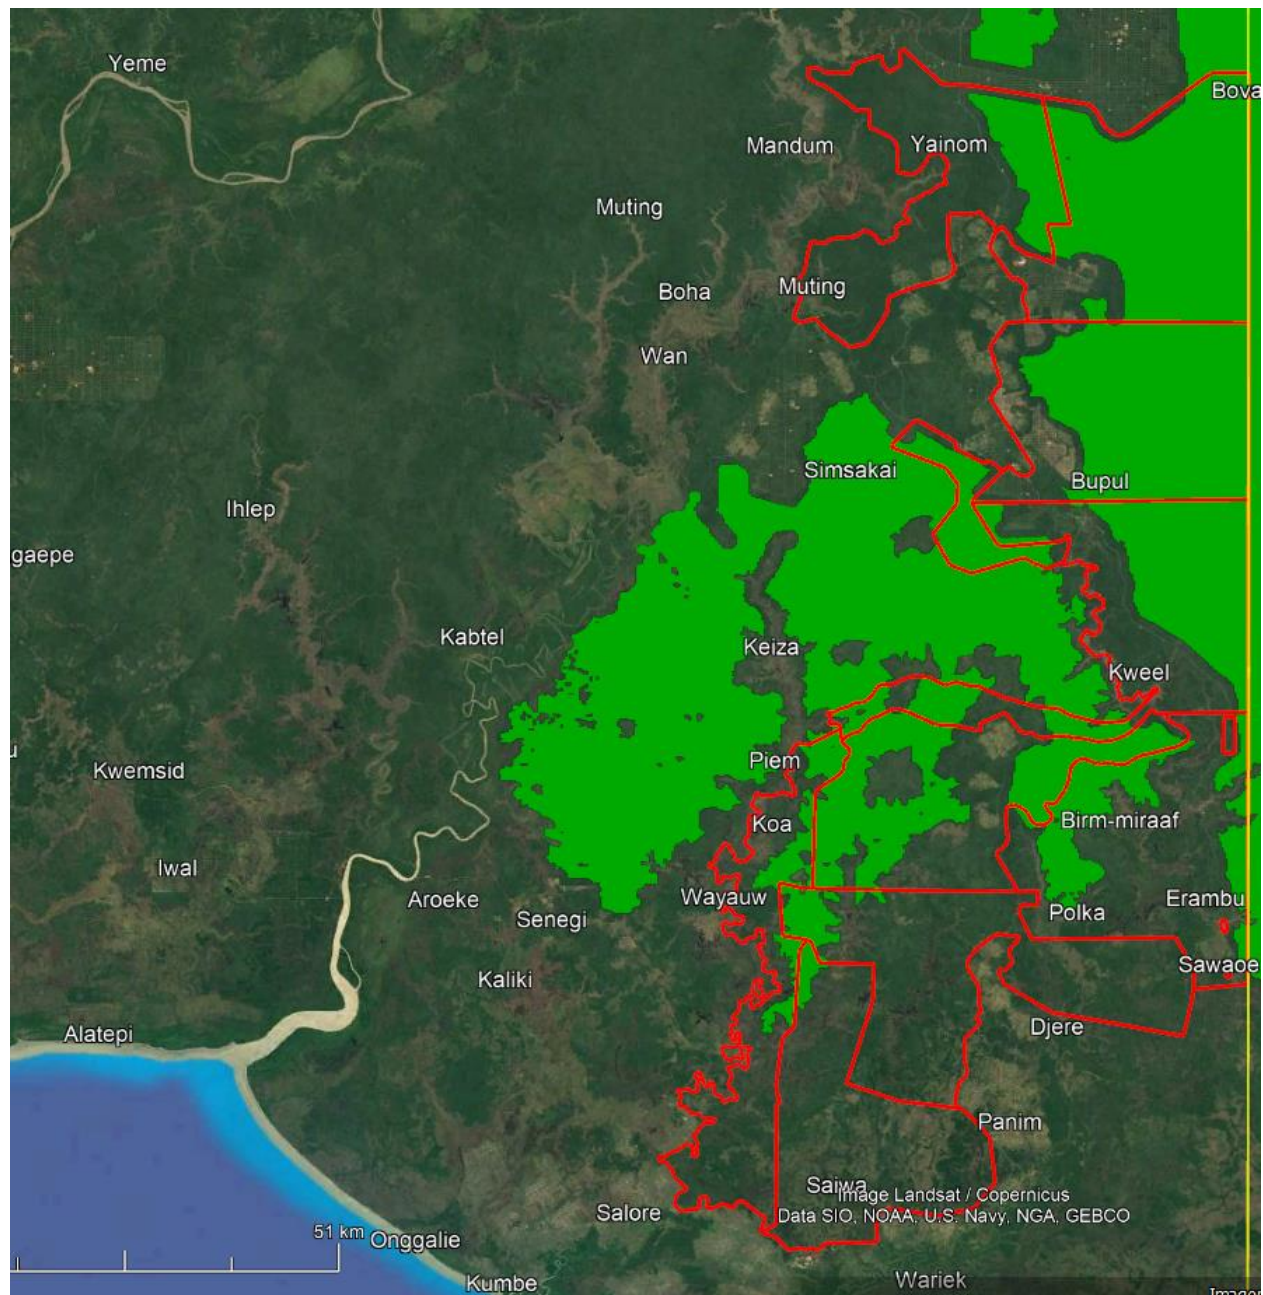 Yeme
Bova
Mandum
Yainom
Muting
Muting
Boha
Wan
Simsakai
Bupul
Ihlep
gaepe
Kabtel
Keiza
Kweel
Piem
Kwemsid
Koa
Birm-miraaf
Iwal
Wayauw
Aroeke
Erambu
Polka
Senegi
Sawaoe
Kaliki
Djere
Alatepi
Panim
Saiwa
Image Landsat / Copernicus
Salore
Data SIO, NOAA, U.S. Navy, NGA, GEBCO
51 km
Onggalie
Kumbe
Wariek